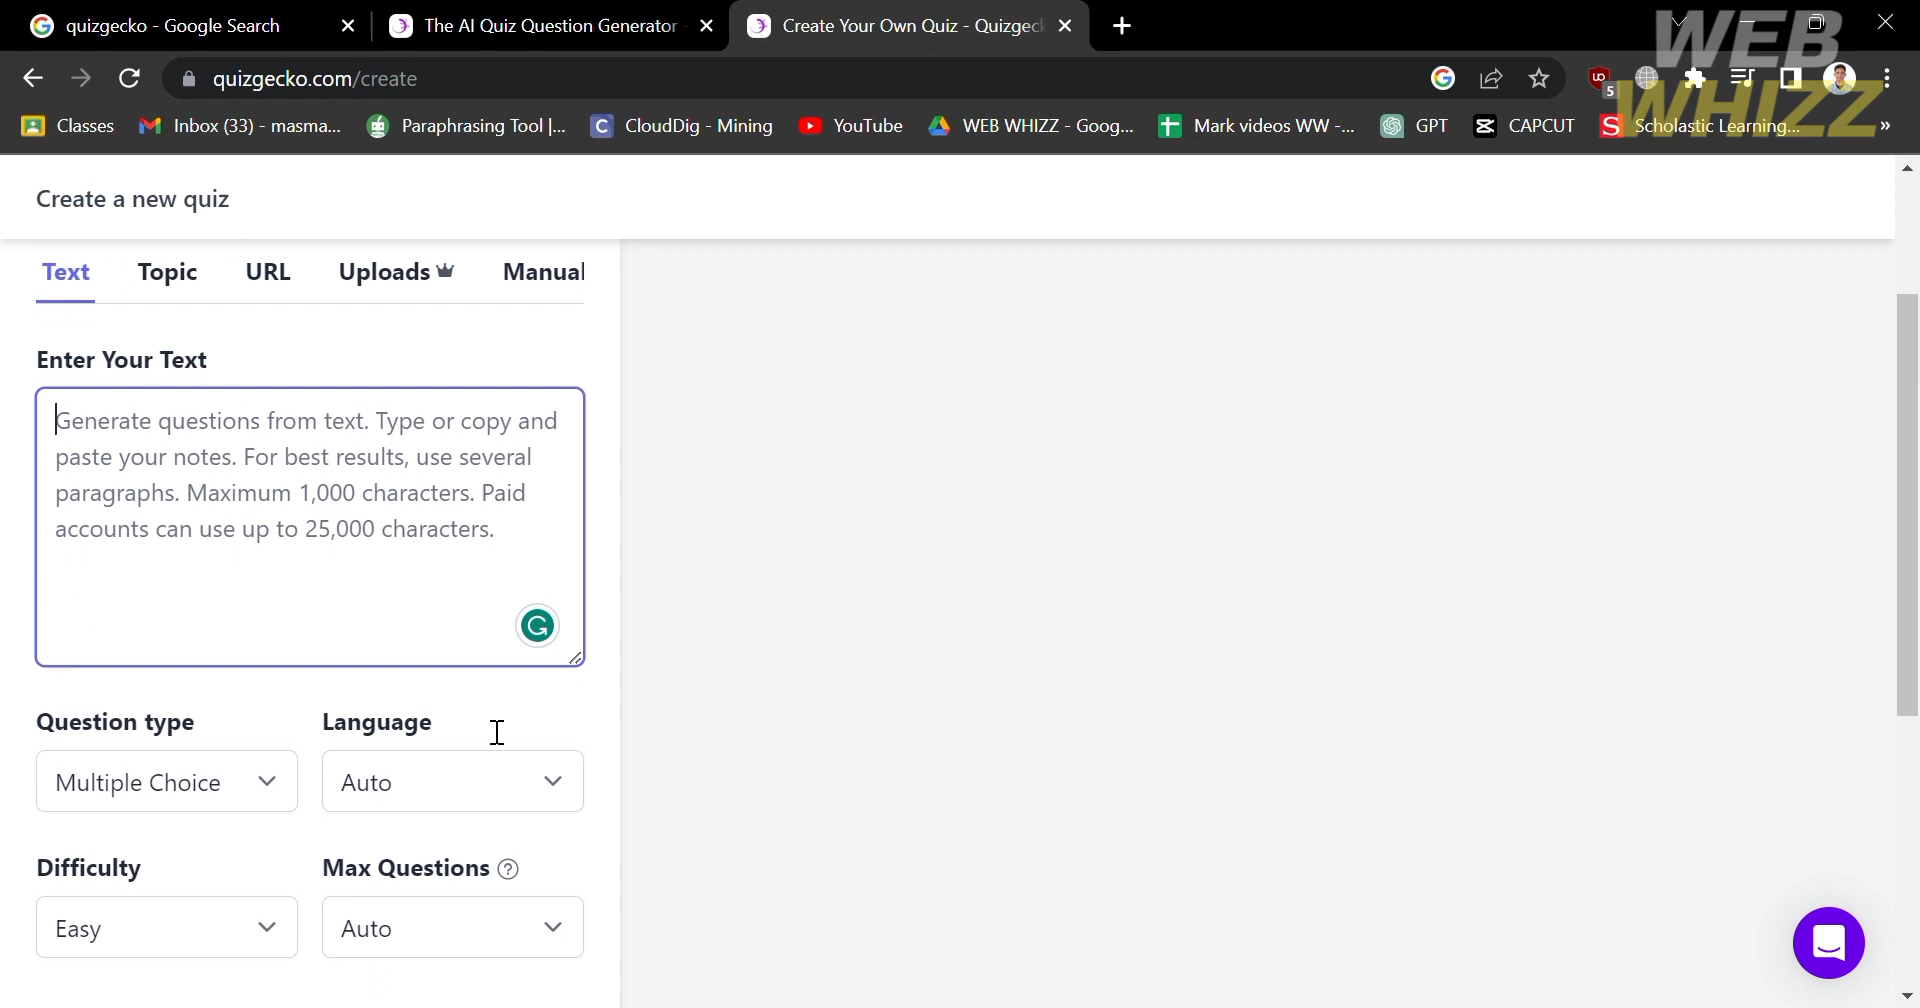 quizgecko - Google Search
The AI Quiz Question Generator
Create Your Own Quiz - Quizgeck
WEB
WHIZZ
quizgecko.com/create
5
Classes
Inbox (33) - masma...
Paraphrasing Tool |...
CloudDig - Mining
YouTube
WEB WHIZZ - Goog...
Mark videos WW -...
GPT
CAPCUT
Scholastic Learning...
Create a new quiz
Text Topic URL Uploads Manual
Enter Your Text
Generate questions from text. Type or copy and
paste your notes. For best results, use several
paragraphs. Maximum 1,000 characters. Paid
accounts can use up to 25,000 characters.
Question type Language
Multiple Choice Auto
Difficulty Max Questions ?
Easy Auto